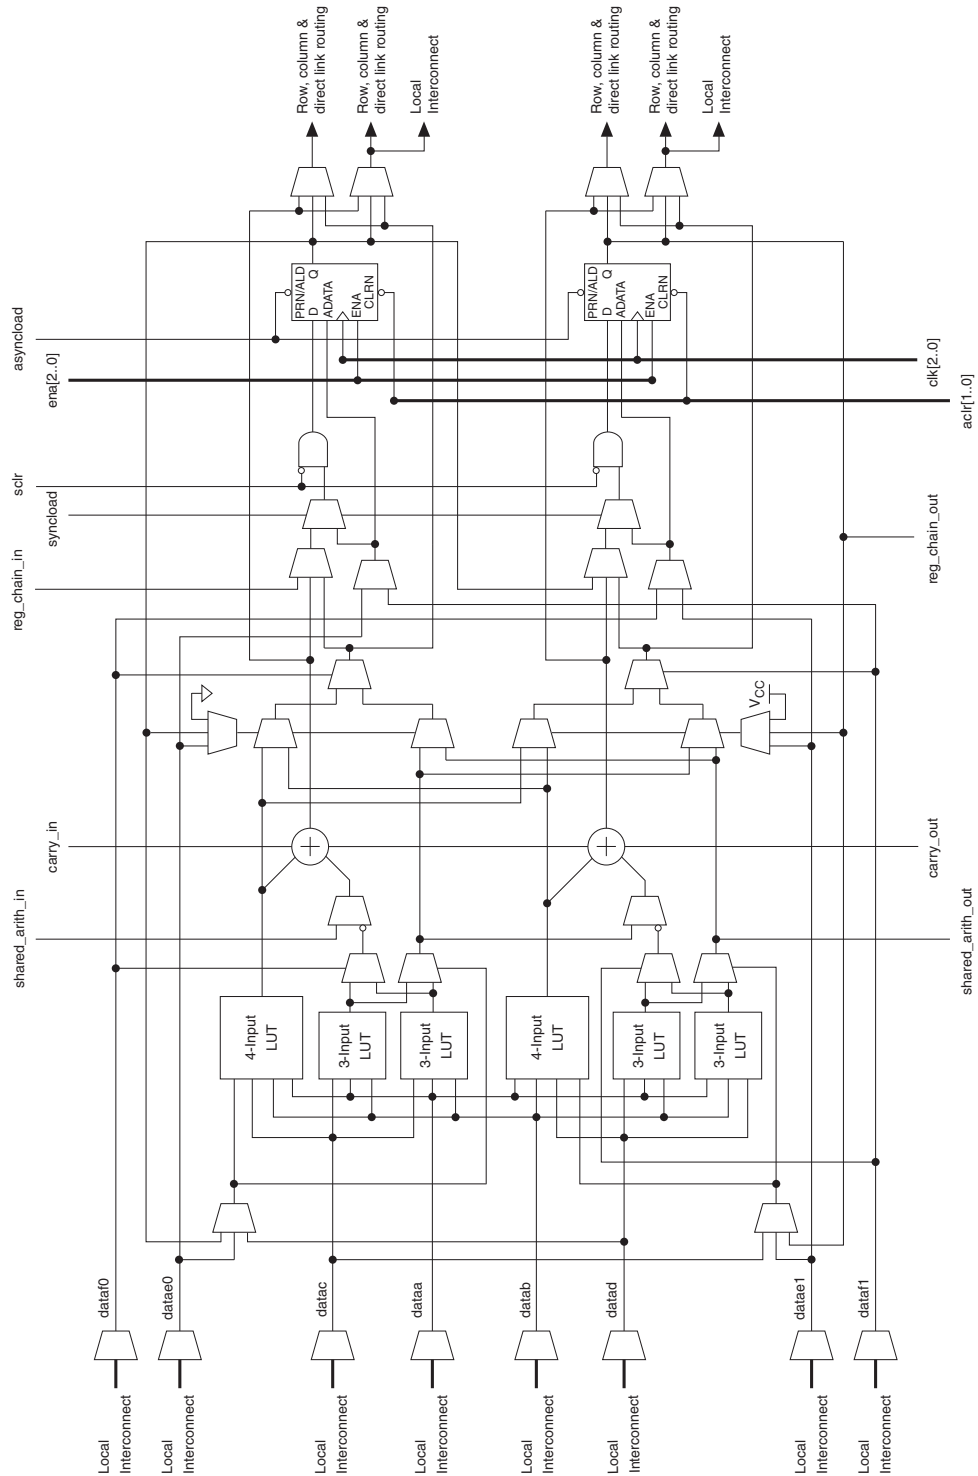 Row, column &
direct link routing
Row, column &
direct link routing
Local
Interconnect
Row, column &
direct link routing
Row, column &
direct link routing
Local
Interconnect
asyncload
ena[2..0]
PRN/ALD
D Q
ADATA
ENA
CLRN
PRN/ALD
D Q
ADATA
ENA
CLRN
clk[2..0]
aclr[1..0]
sclr
syncload
reg_chain_in
reg_chain_out
VCC
carry_in
+
+
carry_out
shared_arith_in
shared_arith_out
4-Input
LUT
3-Input
LUT
3-Input
LUT
4-Input
LUT
3-Input
LUT
3-Input
LUT
dataf0
datae0
datac
dataa
datab
datad
datae1
dataf1
Local
Interconnect
Local
Interconnect
Local
Interconnect
Local
Interconnect
Local
Interconnect
Local
Interconnect
Local
Interconnect
Local
Interconnect